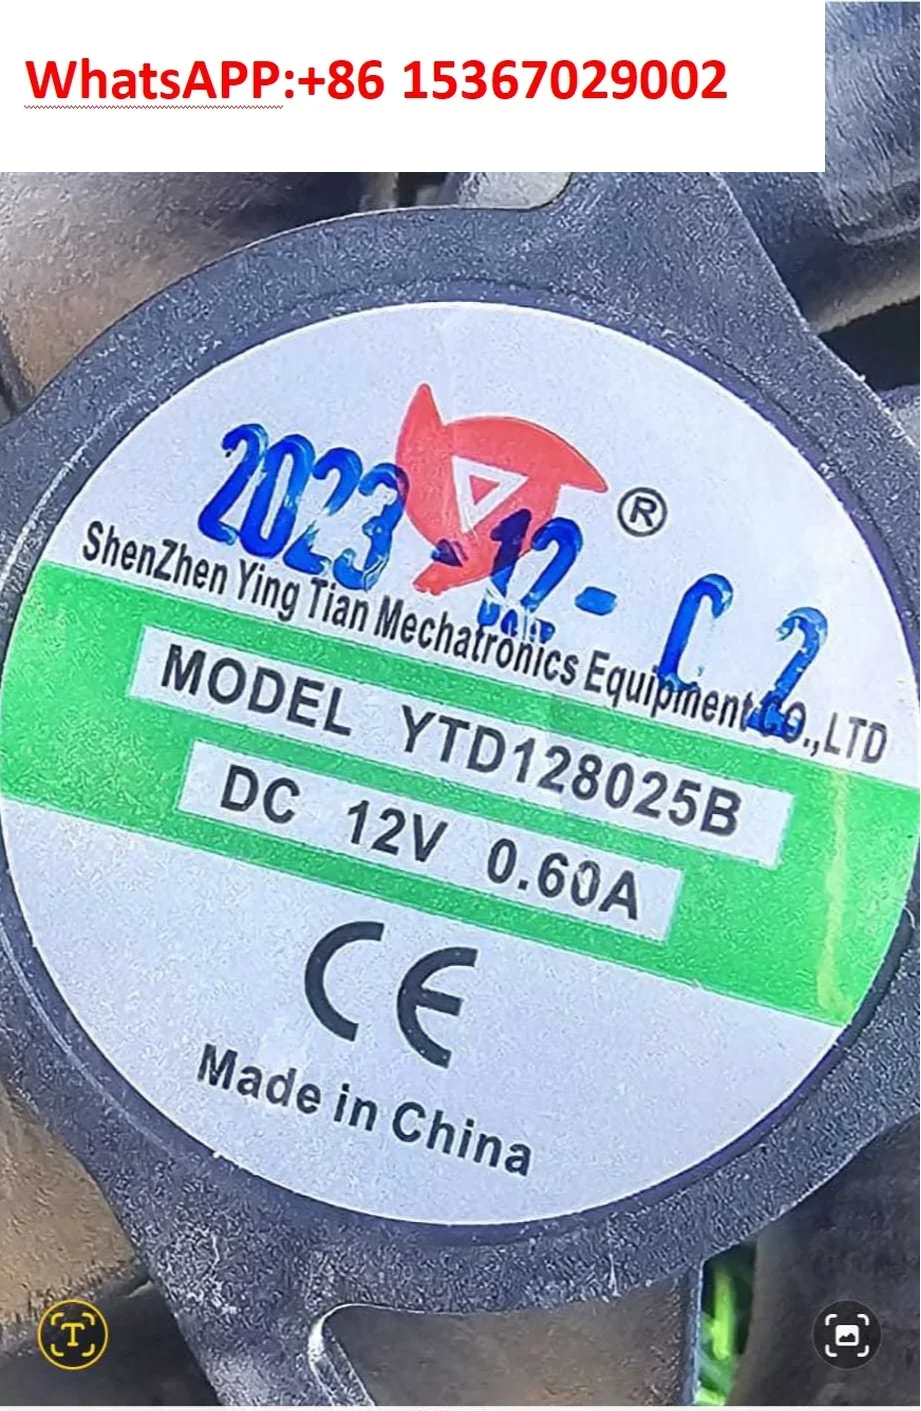 WhatsAPP:+86 15367029002
®
2023-12-C 2
ShenZhen Ying Tian Mechatronics Equipment CO.,LTD
MODEL YTD128025B
DC 12V 0.60A
CE
Made in China
T